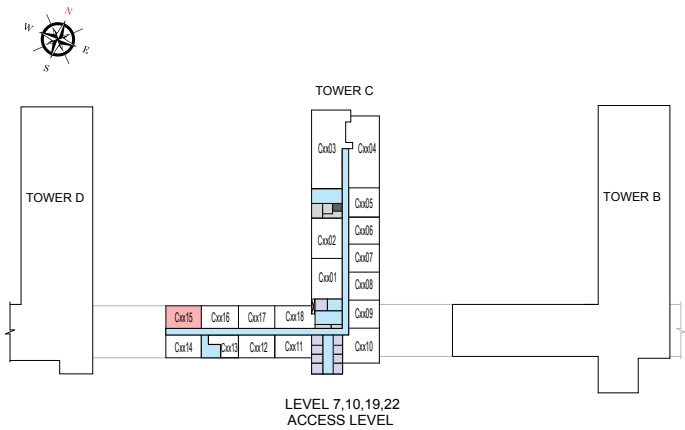 N
W
E
S
TOWER C
Cxx03
Cxx04
TOWER D
TOWER B
Cxx05
Cxx02
Cxx06
Cxx07
Cxx01
Cxx08
Cxx15
Cxx16
Cxx17
Cxx18
Cxx09
Cxx14
Cxx13
Cxx12
Cxx11
Cxx10
LEVEL 7,10,19,22
ACCESS LEVEL